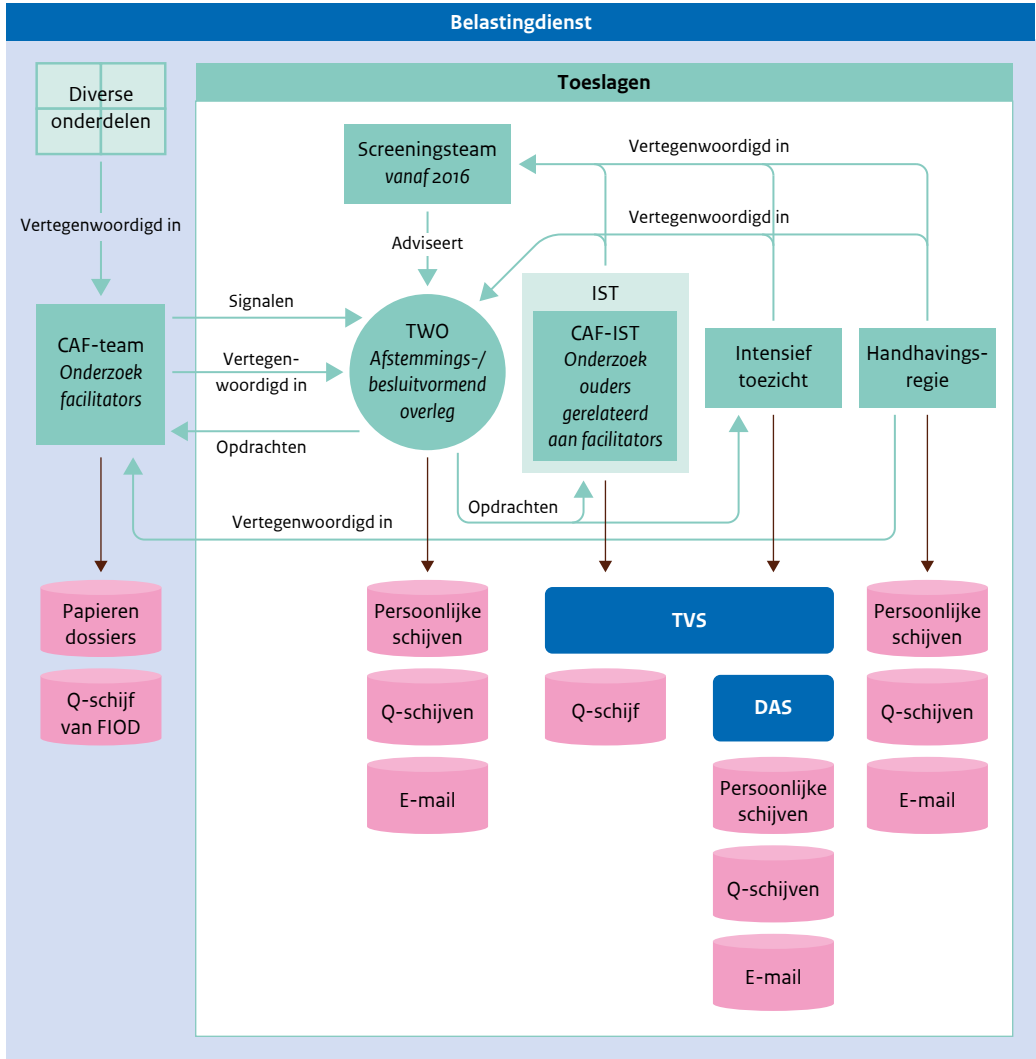 Belastingdienst
Diverse
onderdelen
Toeslagen
Screeningsteam
vanaf 2016
Vertegenwoordigd in
Vertegenwoordigd in
Vertegenwoordigd in
Adviseert
Signalen
IST
CAF-team
Onderzoek
facilitators
Vertegen-
woordigd in
TWO
Afstemmings-/
besluitvormend
overleg
CAF-IST
Onderzoek
ouders
gerelateerd
aan facilitators
Intensief
toezicht
Handhavings-
regie
Opdrachten
Opdrachten
Vertegenwoordigd in
Papieren
dossiers
Q-schijf
van FIOD
Persoonlijke
schijven
Q-schijven
E-mail
TVS
Q-schijf
DAS
Persoonlijke
schijven
Q-schijven
E-mail
Persoonlijke
schijven
Q-schijven
E-mail